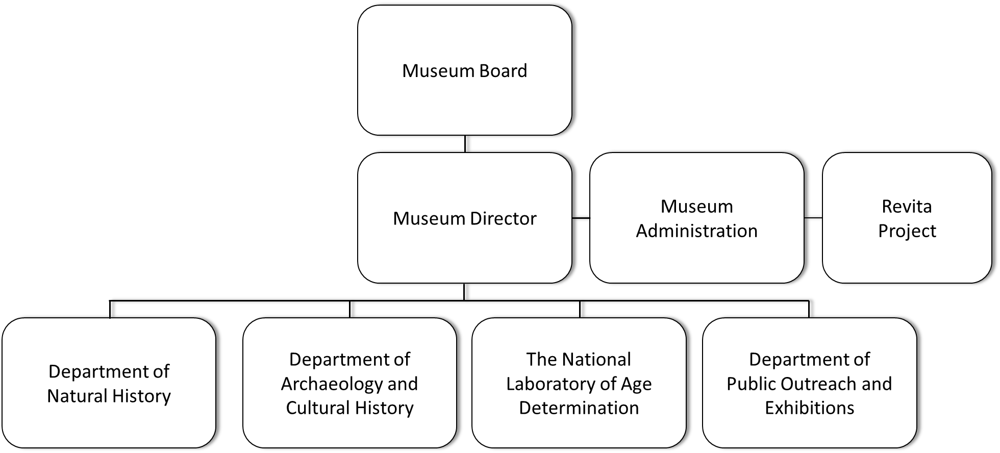 Museum Board
Museum Director
Museum
Administration
Revita
Project
Department of
Natural History
Department of
Archaeology and
Cultural History
The National
Laboratory of Age
Determination
Department of
Public Outreach and
Exhibitions